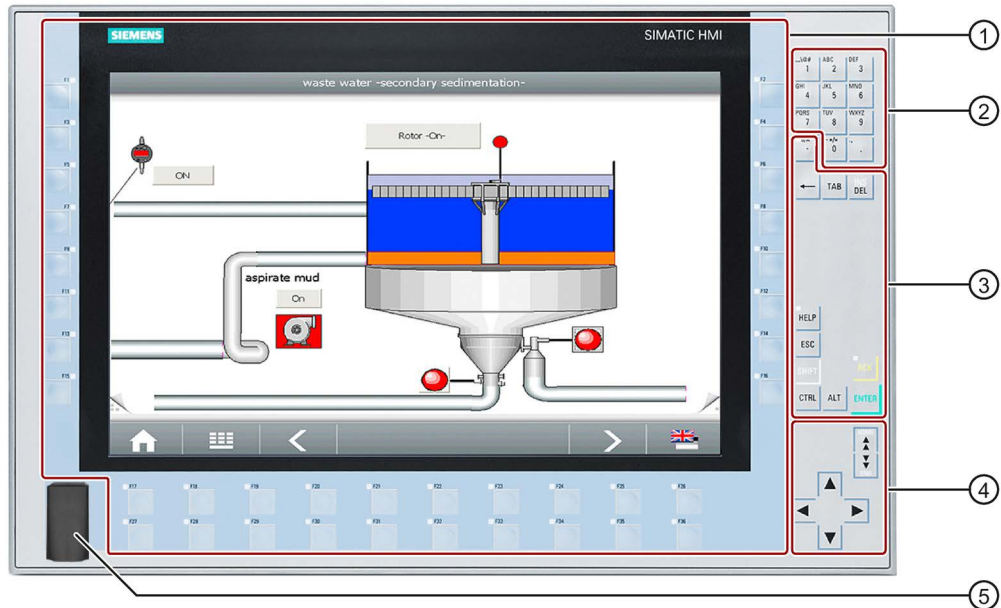 SIEMENS
SIMATIC HMI
waste water -secondary sedimentation-
Rotor -On-
ON
aspirate mud
On
F1
F3
F5
F7
F9
F11
F13
F15
F2
F4
F6
F8
F10
F12
F14
F16
F17 F18 F19 F20 F21 F22 F23 F24 F25 F26
F27 F28 F29 F30 F31 F32 F33 F34 F35 F36
ABC DEF
1 2 3
GHI JKL MNO
4 5 6
PQRS TUV WXYZ
7 8 9
0 .
TAB DEL
HELP
ESC
SHIFT ACK
CTRL ALT ENTER
1
2
3
4
5